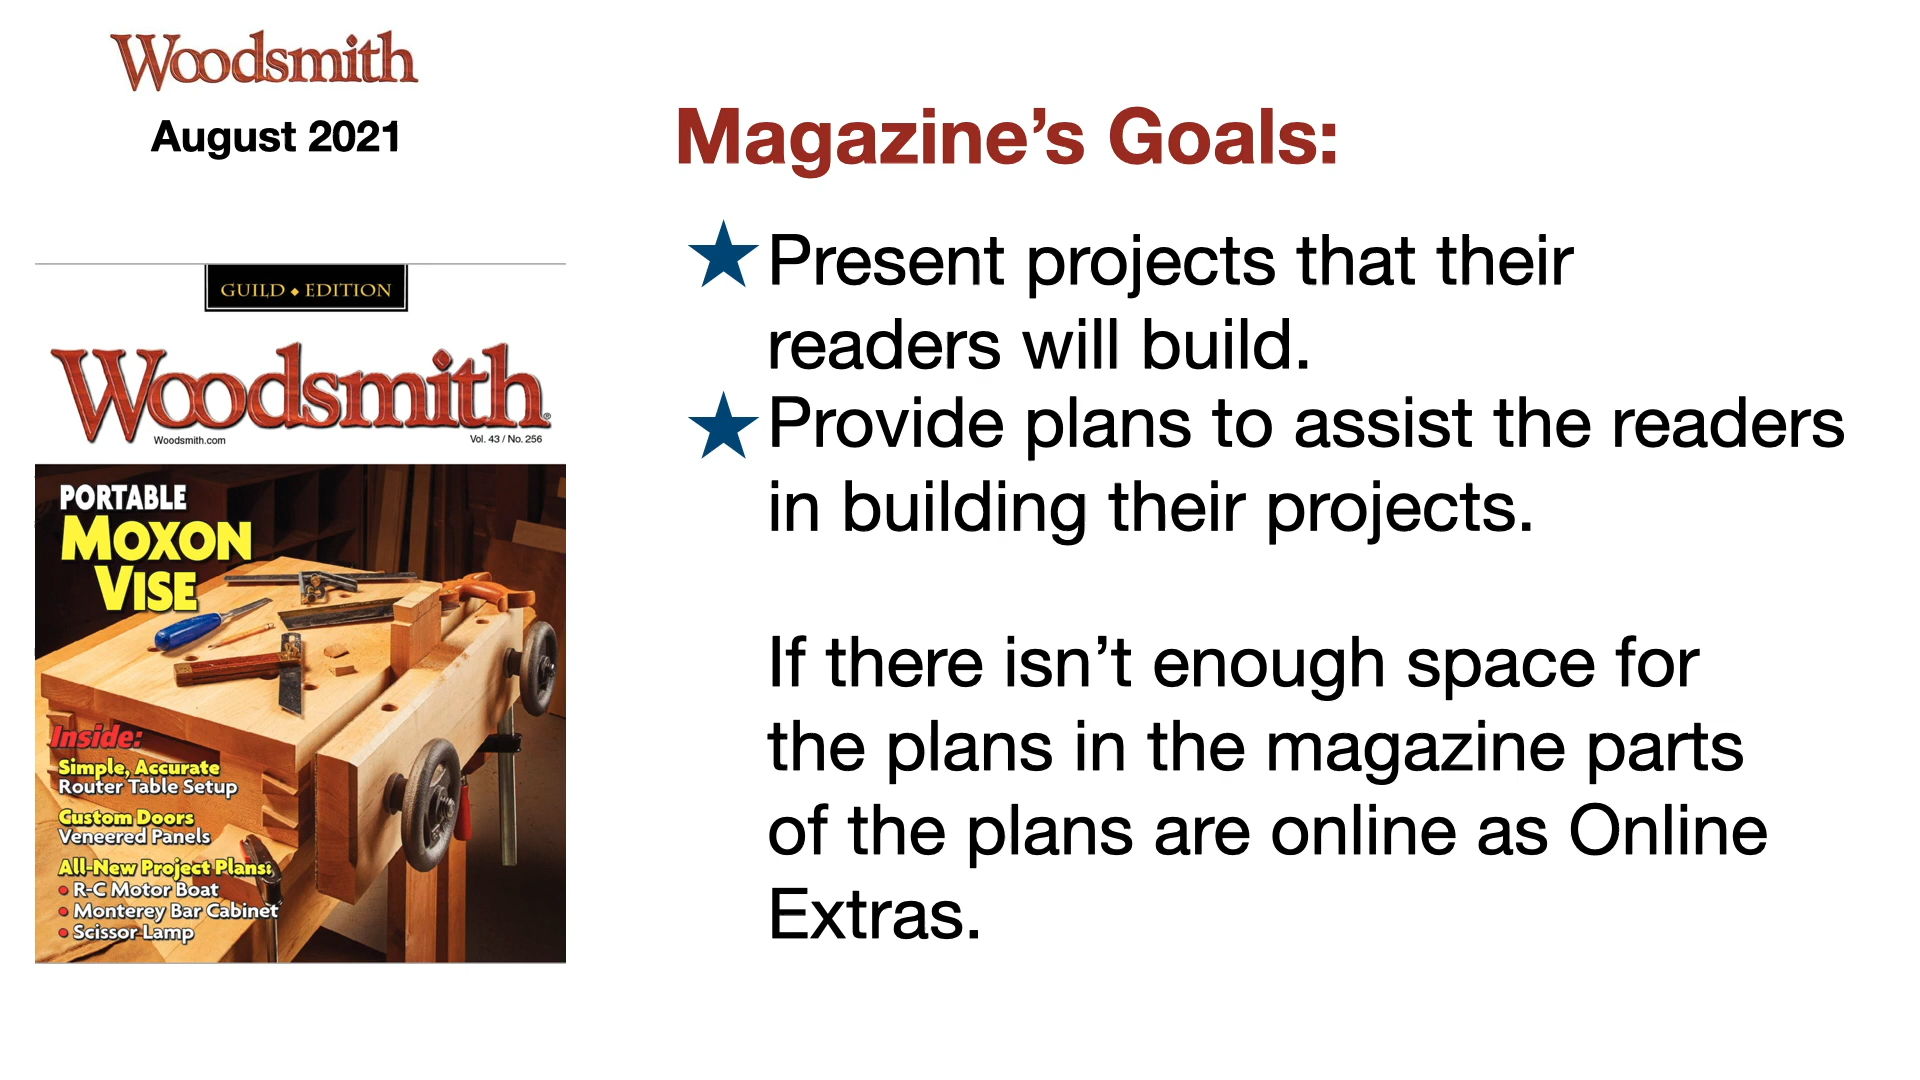 Woodsmith
August 2021
GUILD ◆ EDITION
Woodsmith®
Woodsmith.com
Vol. 43 / No. 256
PORTABLE
MOXON
VISE
Inside:
Simple, Accurate
Router Table Setup
Custom Doors
Veneered Panels
All-New Project Plans:
• R-C Motor Boat
• Monterey Bar Cabinet
• Scissor Lamp
Magazine’s Goals:
★ Present projects that their
readers will build.
★ Provide plans to assist the readers
in building their projects.
If there isn’t enough space for
the plans in the magazine parts
of the plans are online as Online
Extras.